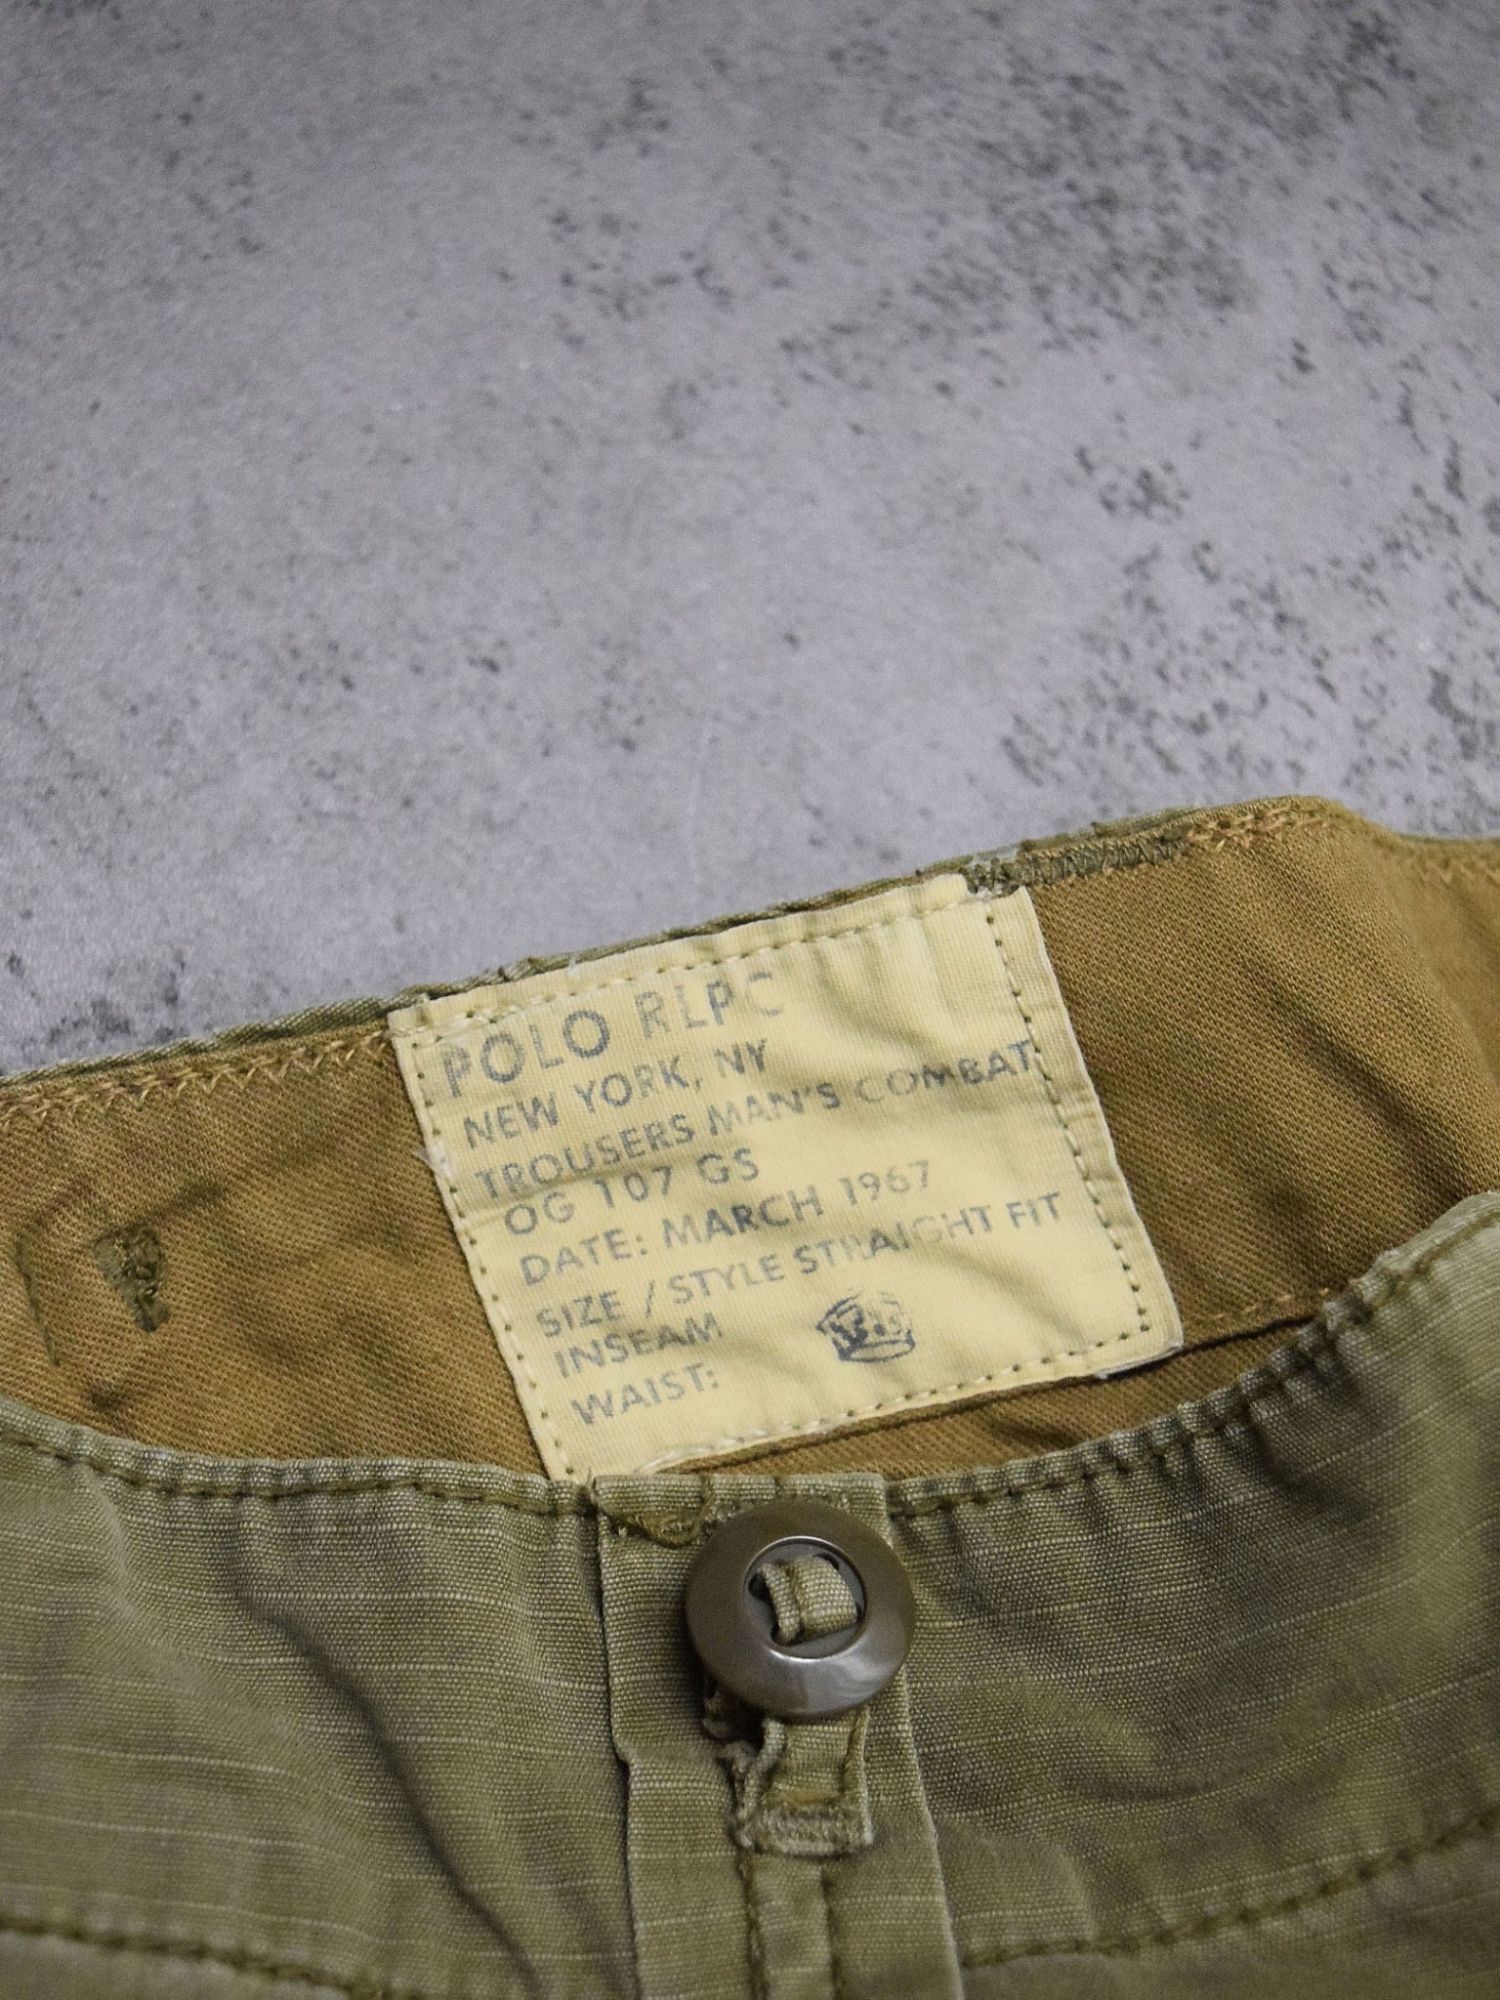 POLO RLPC
NEW YORK, NY
TROUSERS MAN'S COMBAT
OG 107 GS
DATE: MARCH 1967
SIZE / STYLE STRAIGHT FIT
INSEAM
WAIST: